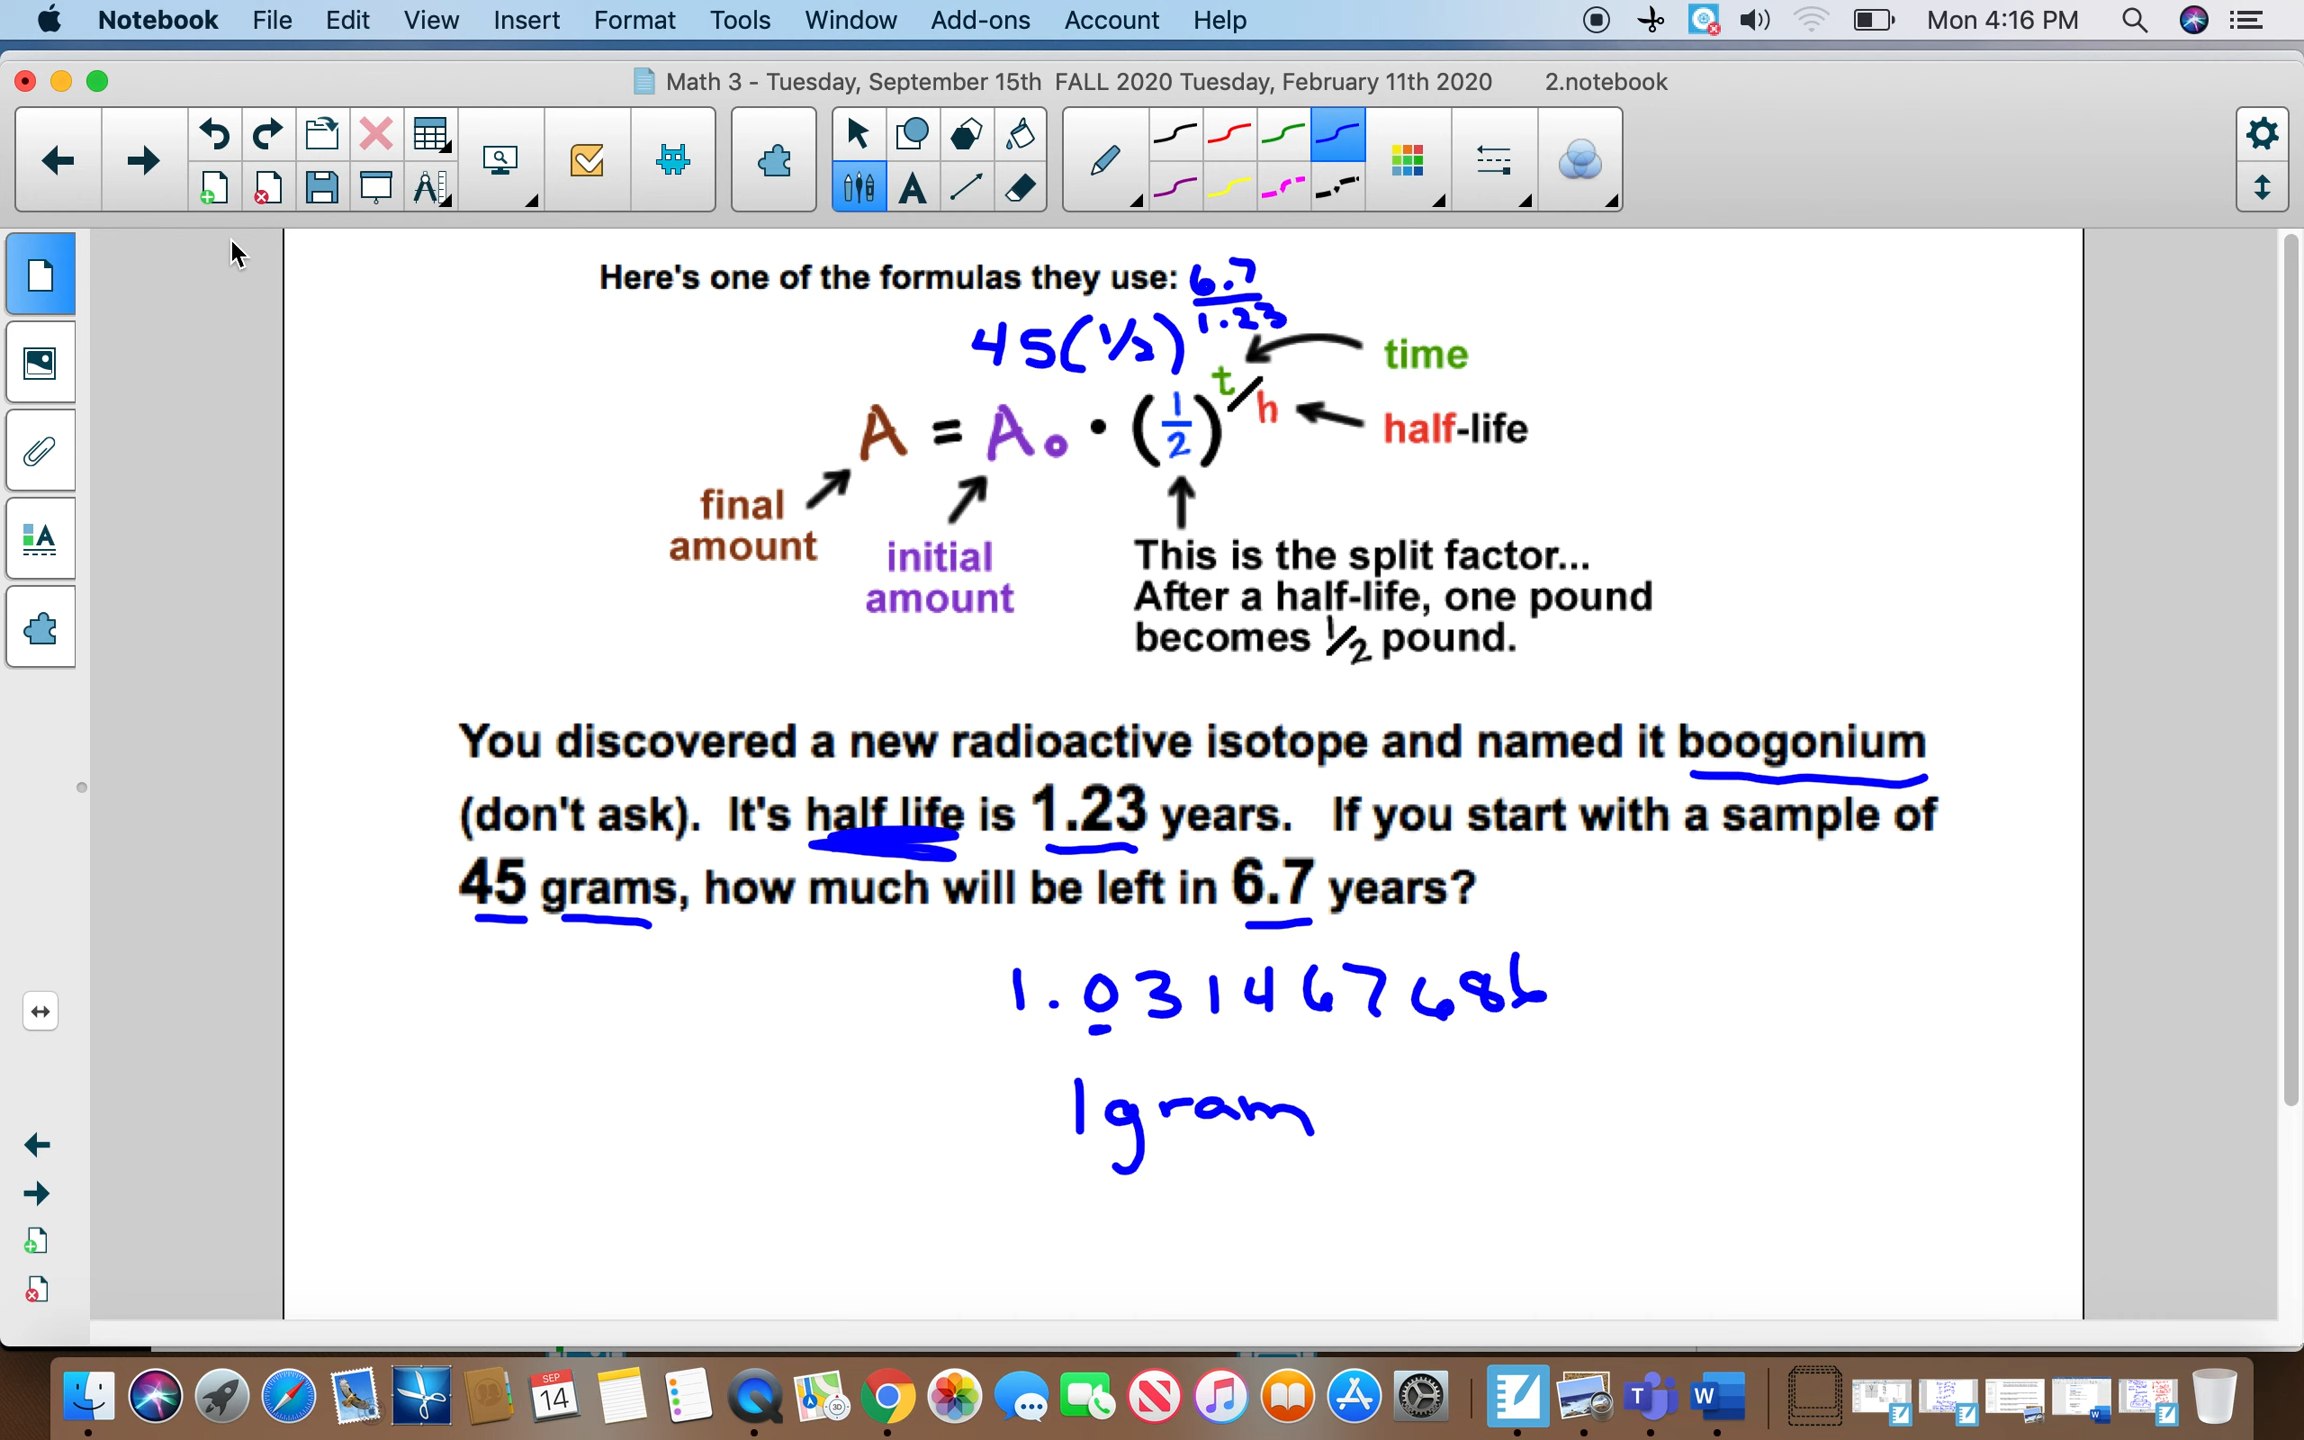 Notebook File Edit View Insert Format Tools Window Add-ons Account Help Mon 4:16 PM
Math 3 - Tuesday, September 15th FALL 2020 Tuesday, February 11th 2020 2.notebook
Here's one of the formulas they use: 6.7
1.23
45(1/2)
time
t/h
half-life
A = A₀ • (1/2)
final
amount
initial
amount
This is the split factor...
After a half-life, one pound
becomes 1/2 pound.
You discovered a new radioactive isotope and named it boogonium
(don't ask). It's half life is 1.23 years. If you start with a sample of
45 grams, how much will be left in 6.7 years?
1.031467686
1 gram
SEP
14
3D
T
W